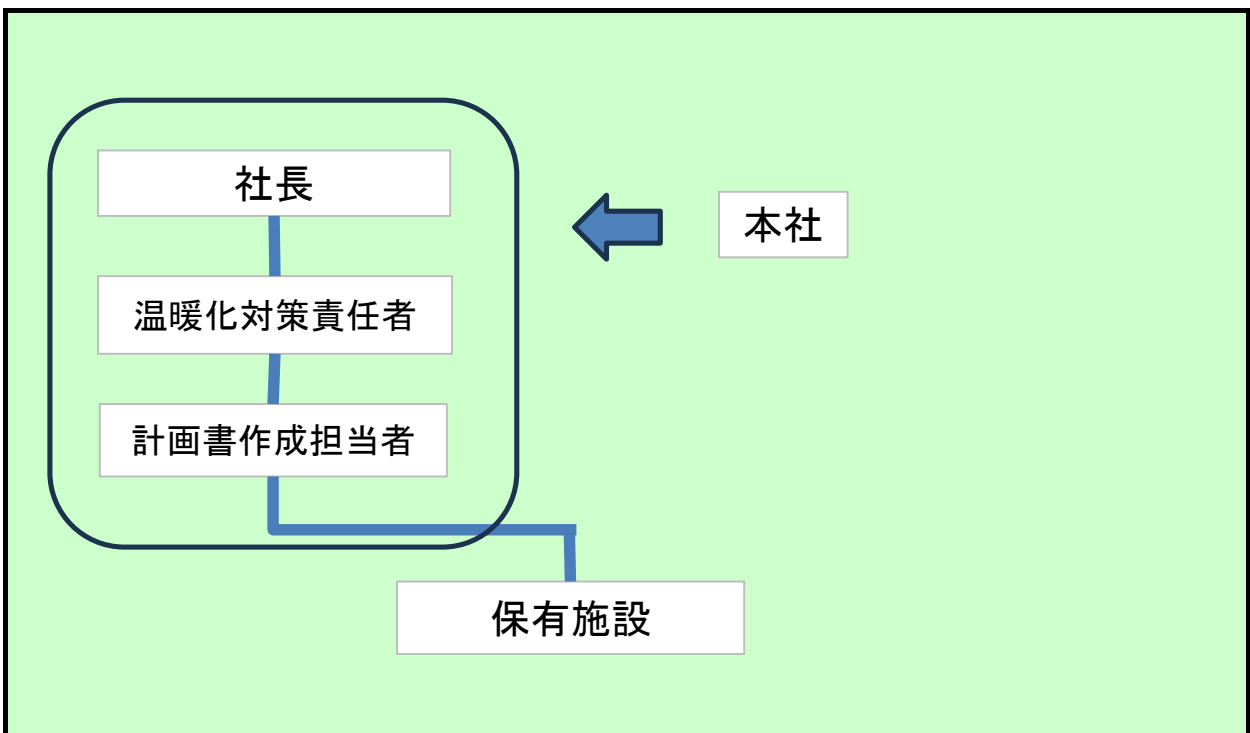 社長
本社
温暖化対策責任者
計画書作成担当者
保有施設